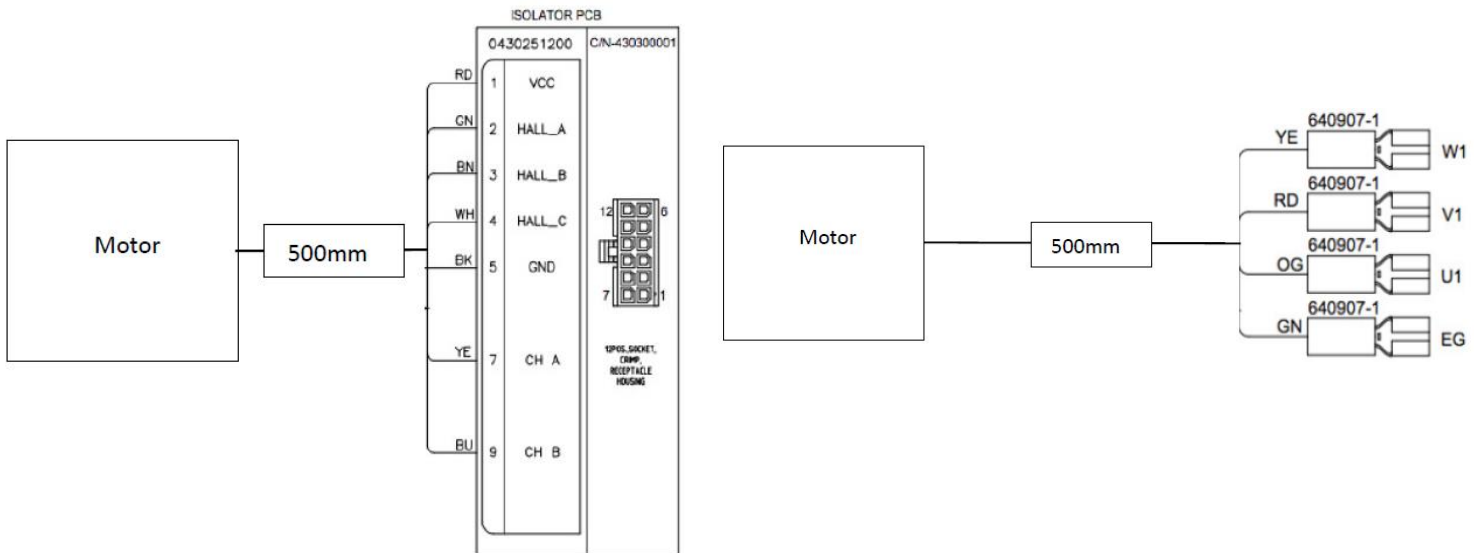 ISOLATOR PCB
0430251200 C/N-430300001
RD 1 VCC
GN 2 HALL_A
BN 3 HALL_B
WH 4 HALL_C
BK 5 GND
YE 7 CH A
BU 9 CH B
12 6
7 1
12POS.,SOCKET,
CRIMP,
RECEPTACLE
HOUSING
Motor
500mm
Motor
500mm
640907-1
YE W1
640907-1
RD V1
640907-1
OG U1
640907-1
GN EG